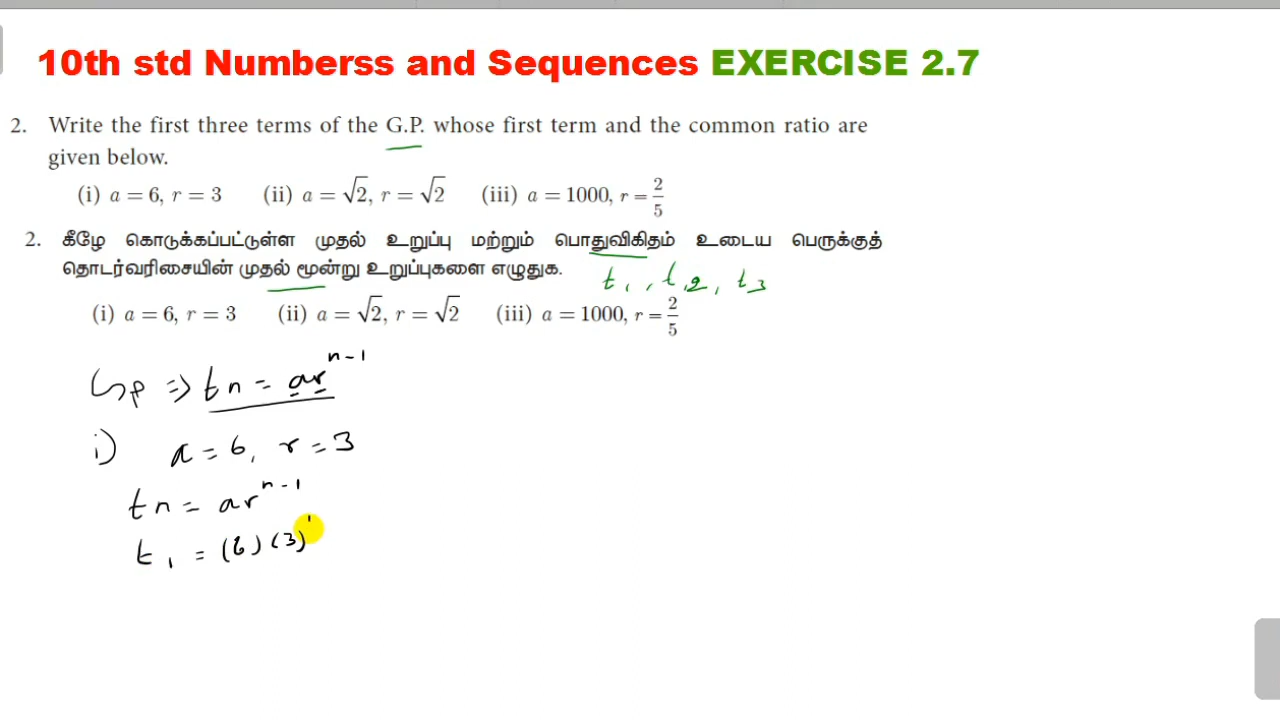 10th std Numberss and Sequences EXERCISE 2.7
2. Write the first three terms of the G.P. whose first term and the common ratio are
given below.
(i) a = 6, r = 3 (ii) a = √2, r = √2 (iii) a = 1000, r = 2/5
2. கீழே கொடுக்கப்பட்டுள்ள முதல் உறுப்பு மற்றும் பொதுவிகிதம் உடைய பெருக்குத்
தொடர்வரிசையின் முதல் மூன்று உறுப்புகளை எழுதுக.
t₁, t₂, t₃
(i) a = 6, r = 3 (ii) a = √2, r = √2 (iii) a = 1000, r = 2/5
Gp => tn = ar^(n-1)
i) a = 6, r = 3
tn = ar^(n-1)
t₁ = (6)(3)^1